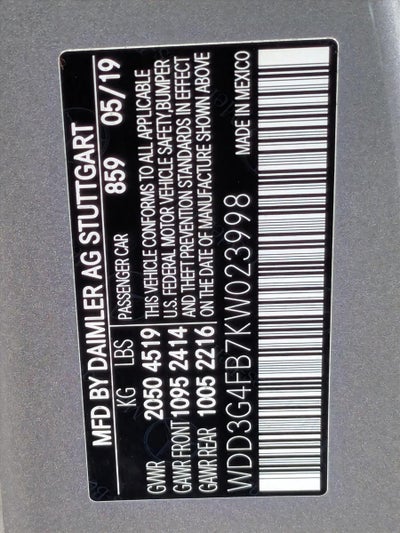 MFD BY DAIMLER AG STUTTGART
KG LBS PASSENGER CAR 859 05/19
GVWR 2050 4519 THIS VEHICLE CONFORMS TO ALL APPLICABLE
U.S. FEDERAL MOTOR VEHICLE SAFETY,BUMPER
GAWR FRONT 1095 2414 AND THEFT PREVENTION STANDARDS IN EFFECT
GAWR REAR 1005 2216 ON THE DATE OF MANUFACTURE SHOWN ABOVE
WDD3G4FB7KW023998 MADE IN MEXICO